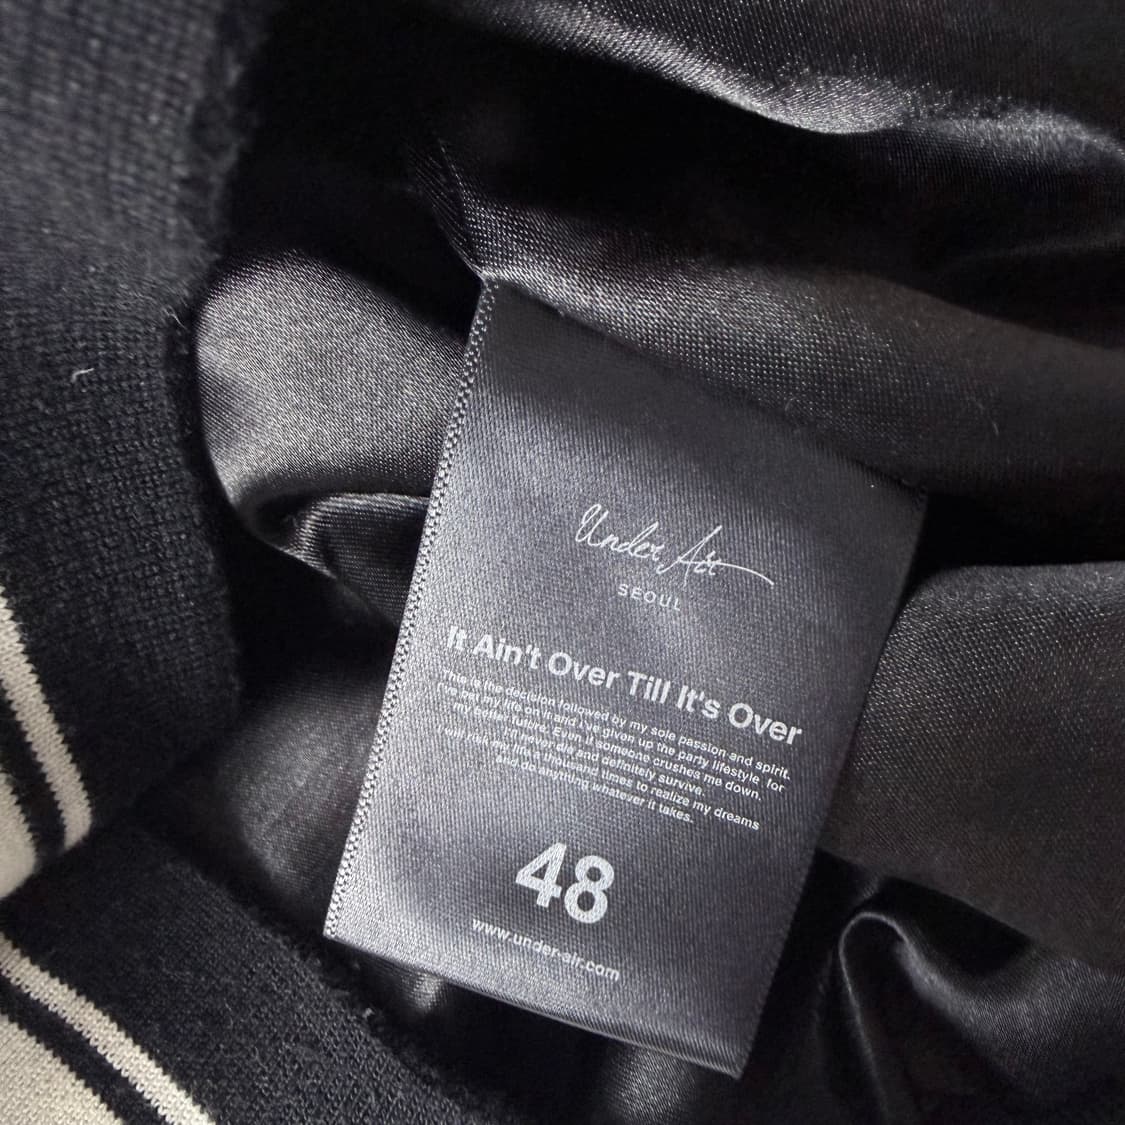 Under Air
SEOUL
It Ain't Over Till It's Over
This is the decision followed by my sole passion and spirit.
I've put my life on it and i've given up the party lifestyle for
my better future. Even if someone crushes me down,
never die and definitely survive.
I will risk my life a thousand times to realize my dreams
and do anything whatever it takes.
48
www.under-air.com